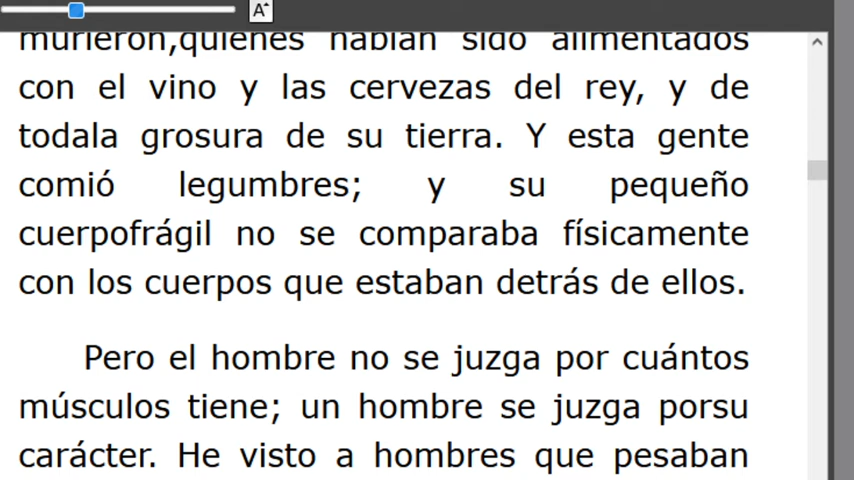 A
murieron,quienes habían sido alimentados
con el vino y las cervezas del rey, y de
todala grosura de su tierra. Y esta gente
comió legumbres; y su pequeño
cuerpofrágil no se comparaba físicamente
con los cuerpos que estaban detrás de ellos.
Pero el hombre no se juzga por cuántos
músculos tiene; un hombre se juzga porsu
carácter. He visto a hombres que pesaban